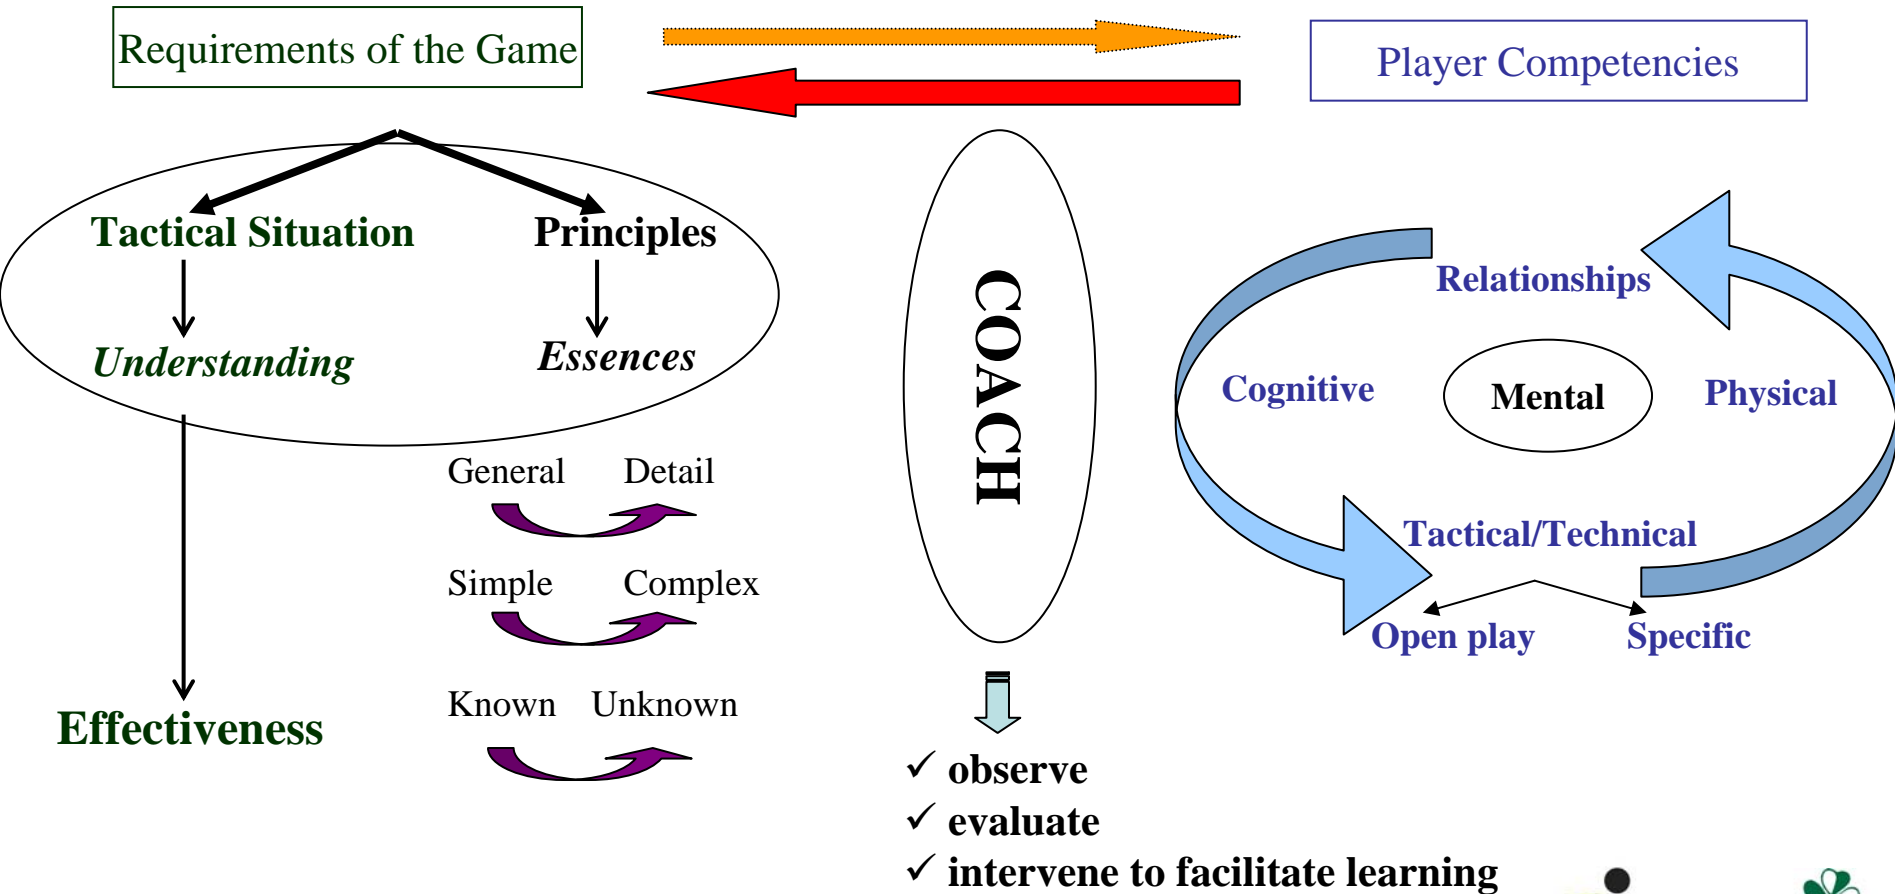 Requirements of the Game
Player Competencies
Tactical Situation
Principles
Understanding
Essences
Effectiveness
General Detail
Simple Complex
Known Unknown
COACH
✓ observe
✓ evaluate
✓ intervene to facilitate learning
Relationships
Cognitive
Mental
Physical
Tactical/Technical
Open play
Specific